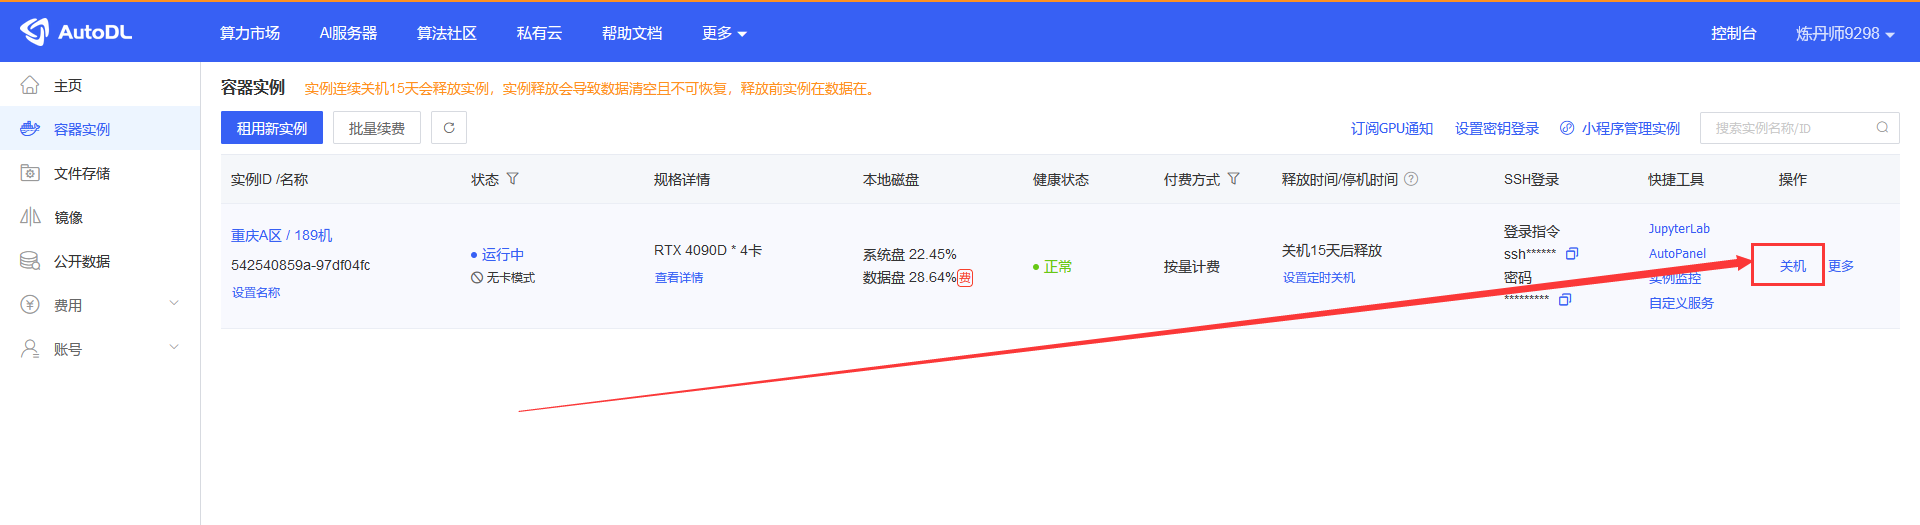 AutoDL
算力市场
AI服务器
算法社区
私有云
帮助文档
更多
控制台
炼丹师9298
主页
容器实例
文件存储
镜像
公开数据
费用
账号
容器实例 实例连续关机15天会释放实例，实例释放会导致数据清空且不可恢复，释放前实例在数据在。
租用新实例
批量续费
订阅GPU通知
设置密钥登录
小程序管理实例
搜索实例名称/ID
实例ID /名称
状态
规格详情
本地磁盘
健康状态
付费方式
释放时间/停机时间
SSH登录
快捷工具
操作
重庆A区 / 189机
542540859a-97df04fc
设置名称
运行中
无卡模式
RTX 4090D * 4卡
查看详情
系统盘 22.45%
数据盘 28.64% 费
正常
按量计费
关机15天后释放
设置定时关机
登录指令
ssh******
密码
*********
JupyterLab
AutoPanel
实例监控
自定义服务
关机
更多